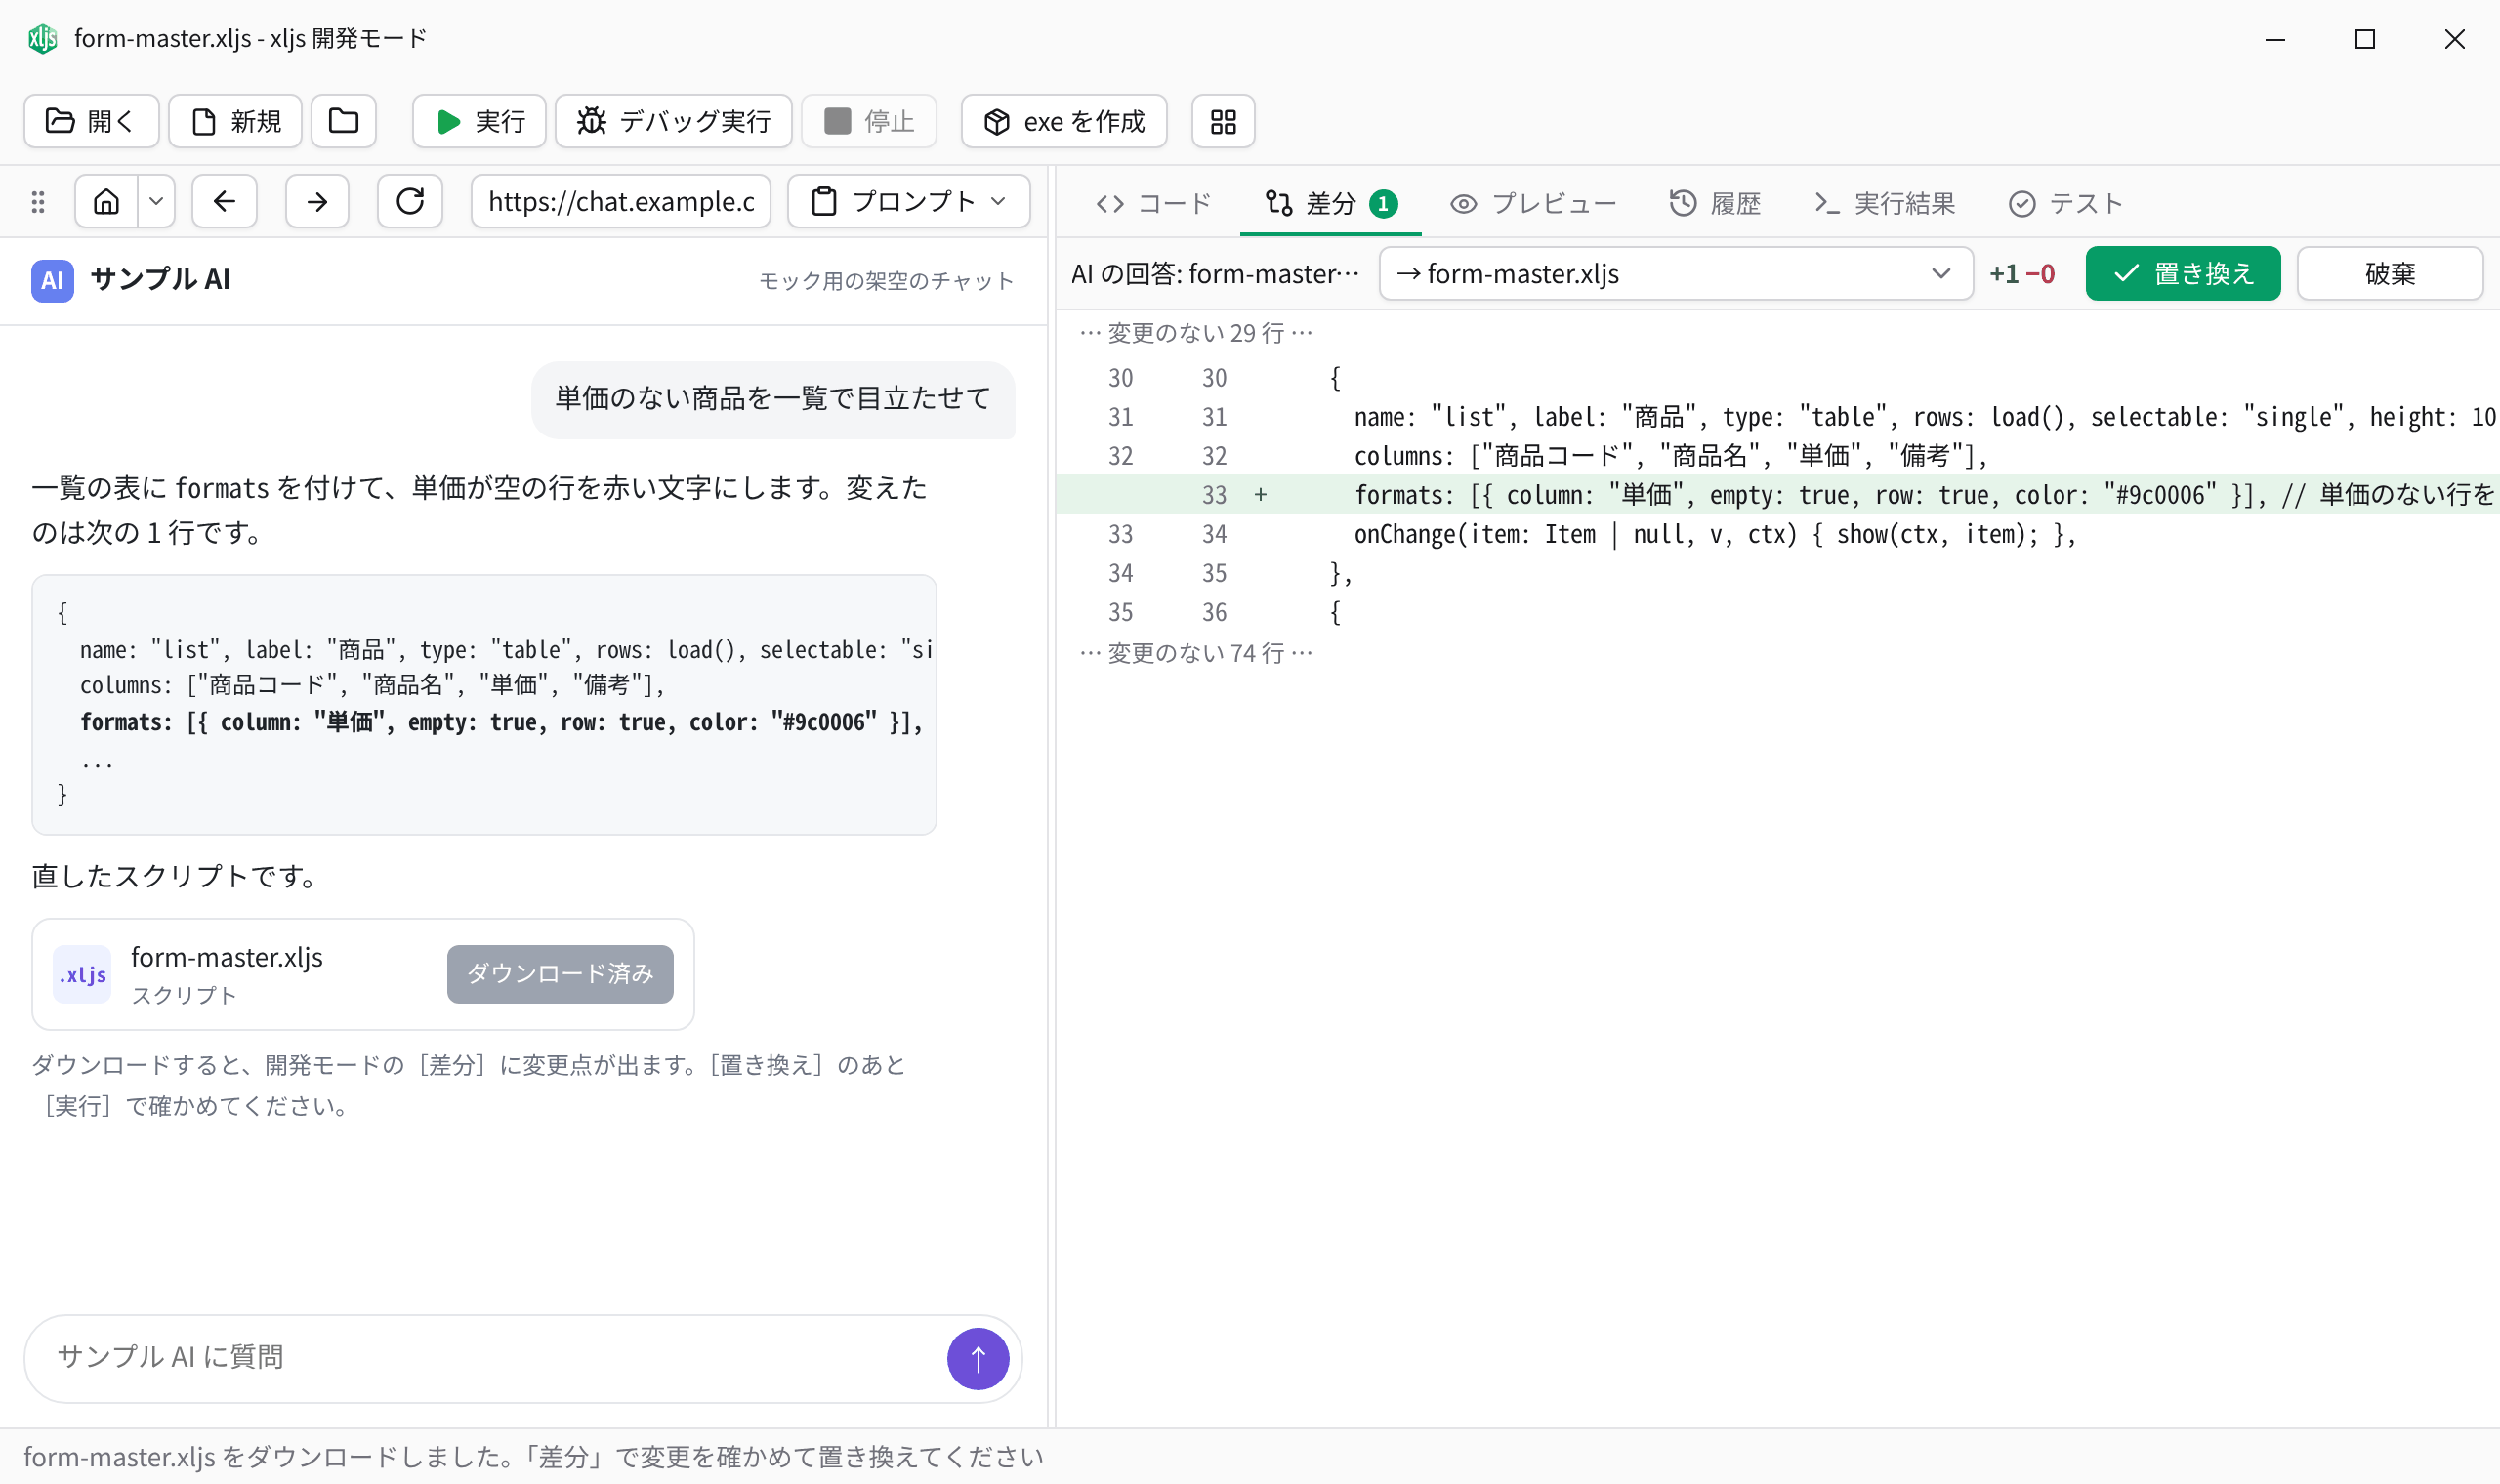 xljs form-master.xljs - xljs 開発モード
開く 新規 実行 デバッグ実行 停止 exe を作成
https://chat.example.c プロンプト
AI サンプル AI モック用の架空のチャット
単価のない商品を一覧で目立たせて
一覧の表に formats を付けて、単価が空の行を赤い文字にします。変えた
のは次の 1 行です。
{
name: "list", label: "商品", type: "table", rows: load(), selectable: "si
columns: ["商品コード", "商品名", "単価", "備考"],
formats: [{ column: "単価", empty: true, row: true, color: "#9c0006" }],
...
}
直したスクリプトです。
.xljs form-master.xljs ダウンロード済み
スクリプト
ダウンロードすると、開発モードの［差分］に変更点が出ます。［置き換え］のあと
［実行］で確かめてください。
サンプル AI に質問
コード 差分 1 プレビュー 履歴 実行結果 テスト
AI の回答: form-master… → form-master.xljs +1 −0 置き換え 破棄
… 変更のない 29 行 …
30 30 {
31 31 name: "list", label: "商品", type: "table", rows: load(), selectable: "single", height: 10
32 32 columns: ["商品コード", "商品名", "単価", "備考"],
33 + formats: [{ column: "単価", empty: true, row: true, color: "#9c0006" }], // 単価のない行を
33 34 onChange(item: Item | null, v, ctx) { show(ctx, item); },
34 35 },
35 36 {
… 変更のない 74 行 …
form-master.xljs をダウンロードしました。「差分」で変更を確かめて置き換えてください